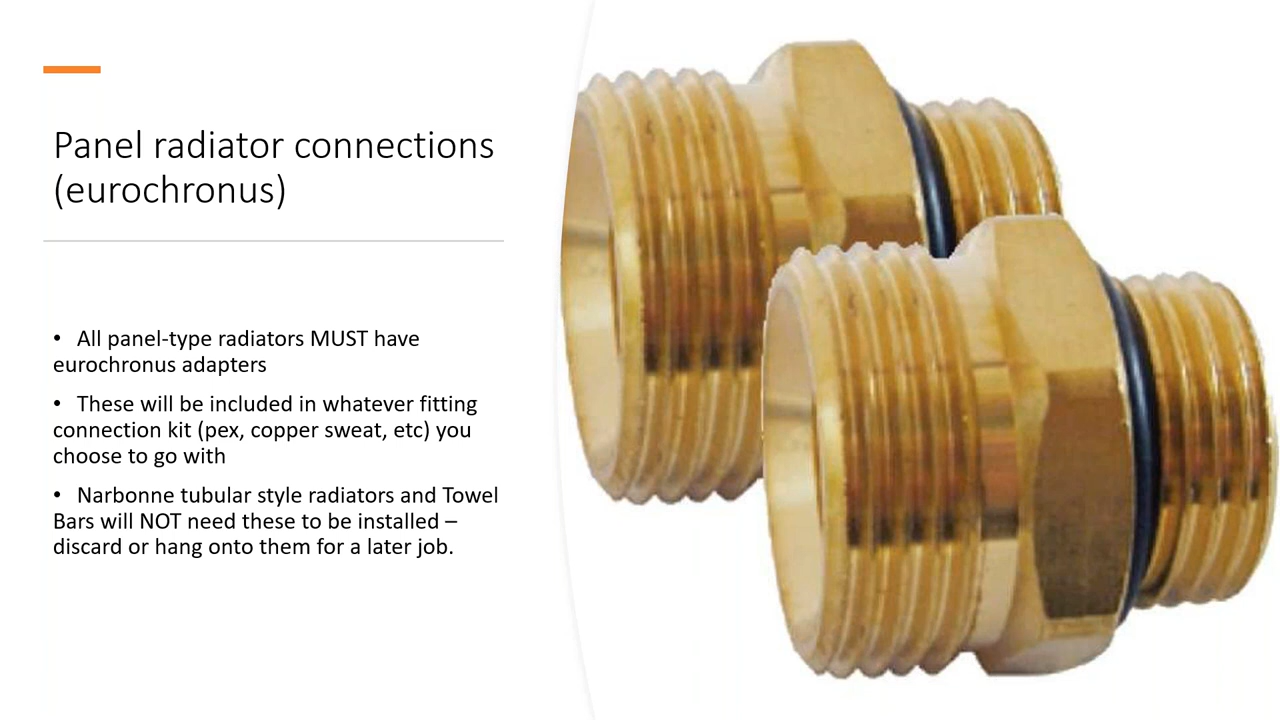 Panel radiator connections
(eurochronus)
• All panel-type radiators MUST have
eurochronus adapters
• These will be included in whatever fitting
connection kit (pex, copper sweat, etc) you
choose to go with
• Narbonne tubular style radiators and Towel
Bars will NOT need these to be installed –
discard or hang onto them for a later job.